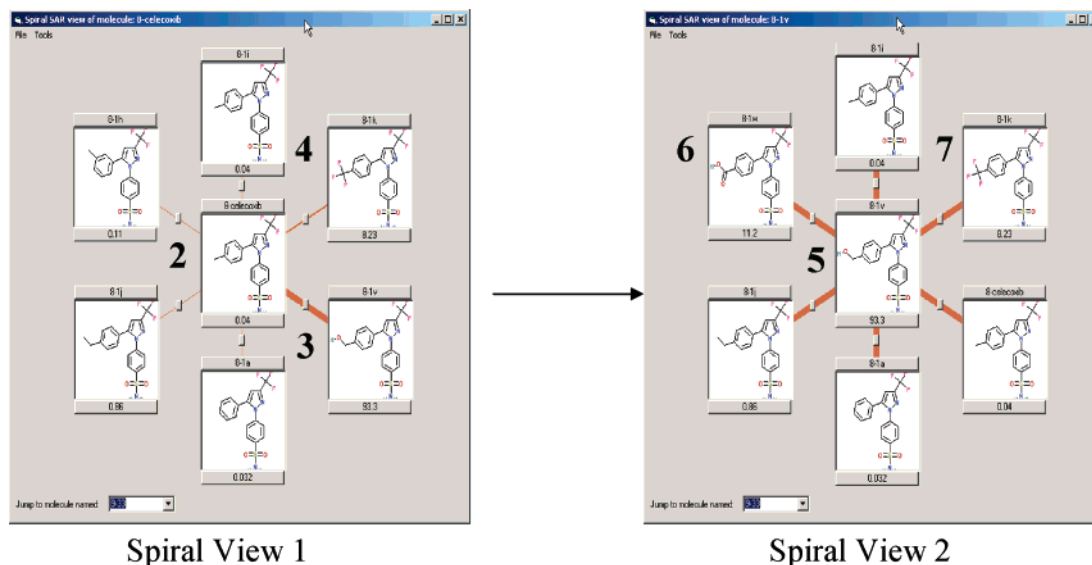 Spiral SAR view of molecule: 8-celecoxib
File Tools
8-1i
0.04
8-1h
0.11
4
8-1k
8.23
8-celecoxib
0.04
2
8-1j
0.86
3
8-1v
93.3
8-1a
0.032
Jump to molecule named:
Spiral View 1
Spiral SAR view of molecule: 8-1v
File Tools
8-1i
0.04
6
8-1w
11.2
7
8-1k
8.23
5
8-1v
93.3
8-1j
0.86
8-celecoxib
0.04
8-1a
0.032
Jump to molecule named:
Spiral View 2